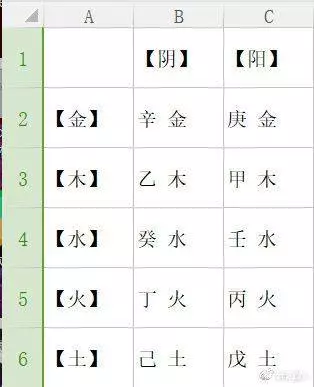 A B C
1 【阴】 【阳】
2 【金】 辛 金 庚 金
3 【木】 乙 木 甲 木
4 【水】 癸 水 壬 水
5 【火】 丁 火 丙 火
6 【土】 己 土 戊 土